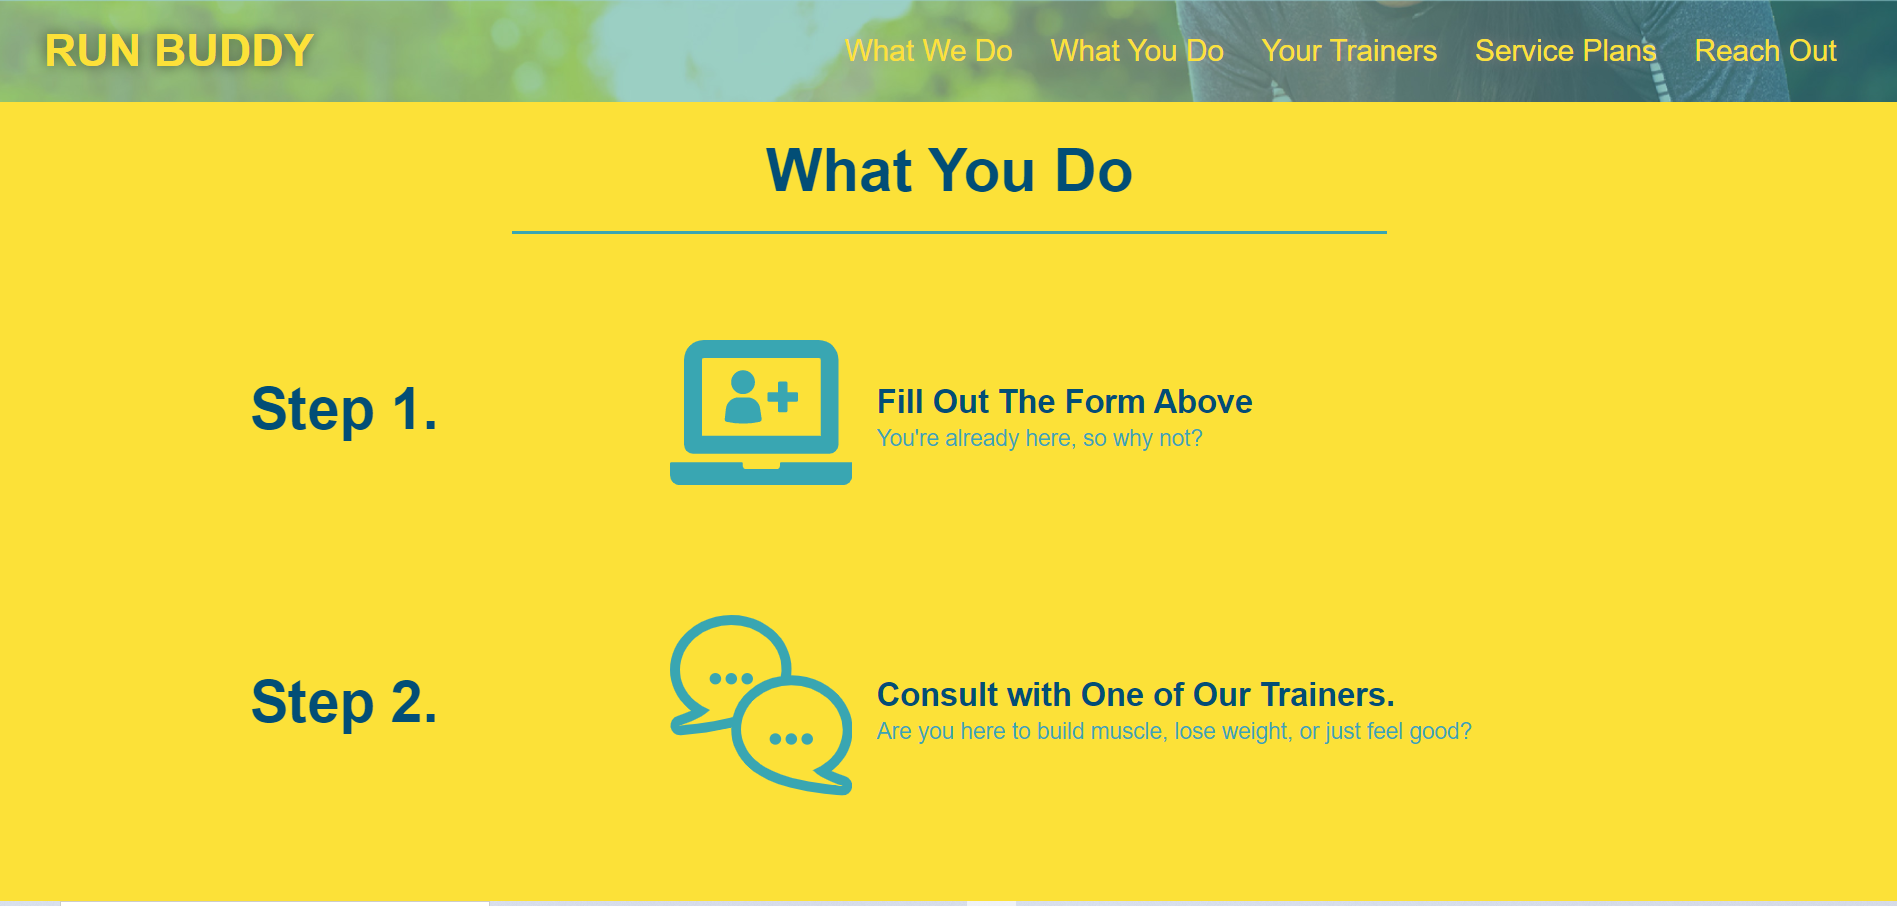 RUN BUDDY
What We Do What You Do Your Trainers Service Plans Reach Out
What You Do
Step 1.
Fill Out The Form Above
You're already here, so why not?
Step 2.
Consult with One of Our Trainers.
Are you here to build muscle, lose weight, or just feel good?